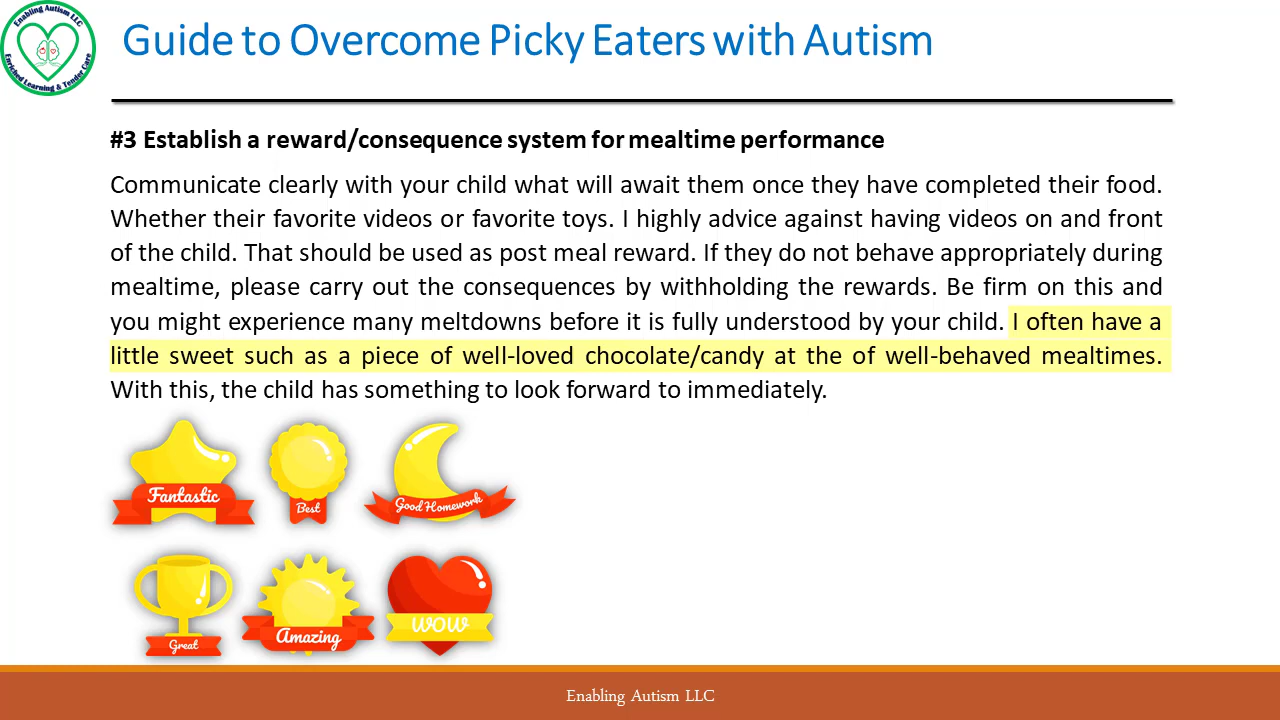 Enabling Autism LLC
Enriched Learning & Tender Care
Guide to Overcome Picky Eaters with Autism
#3 Establish a reward/consequence system for mealtime performance
Communicate clearly with your child what will await them once they have completed their food.
Whether their favorite videos or favorite toys. I highly advice against having videos on and front
of the child. That should be used as post meal reward. If they do not behave appropriately during
mealtime, please carry out the consequences by withholding the rewards. Be firm on this and
you might experience many meltdowns before it is fully understood by your child. I often have a
little sweet such as a piece of well-loved chocolate/candy at the of well-behaved mealtimes.
With this, the child has something to look forward to immediately.
Fantastic
Best
Good Homework
Great
Amazing
WOW
Enabling Autism LLC